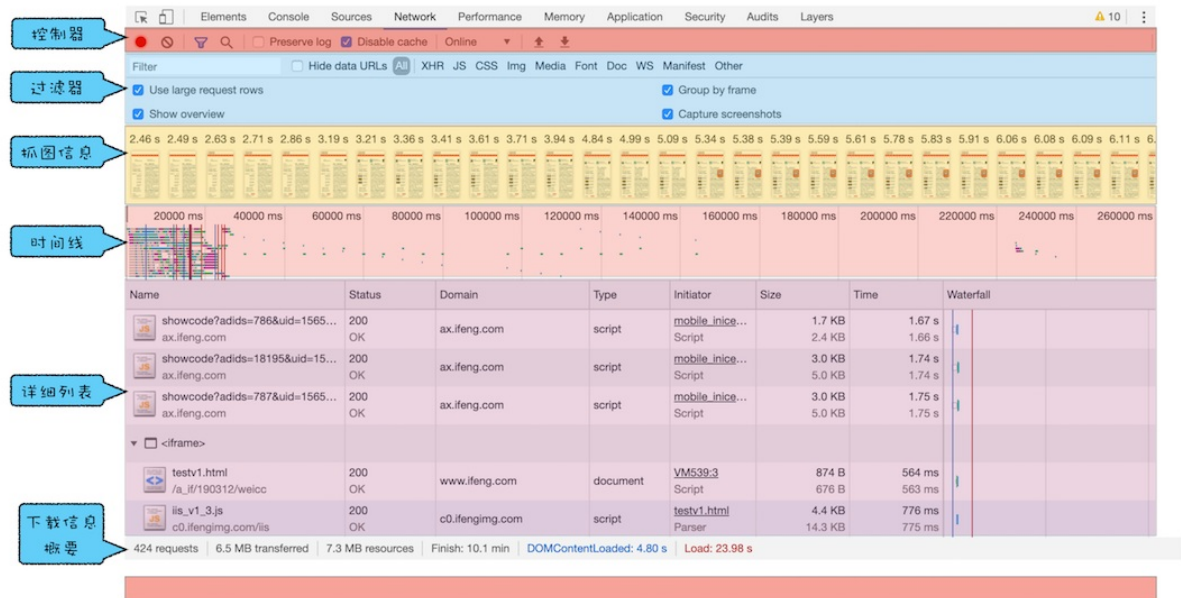 Elements Console Sources Network Performance Memory Application Security Audits Layers 10
控制器
Preserve log Disable cache Online
Filter Hide data URLs All XHR JS CSS Img Media Font Doc WS Manifest Other
过滤器
Use large request rows Group by frame
Show overview Capture screenshots
2.46 s 2.49 s 2.63 s 2.71 s 2.86 s 3.19 s 3.21 s 3.36 s 3.41 s 3.61 s 3.71 s 3.94 s 4.84 s 4.99 s 5.09 s 5.34 s 5.38 s 5.39 s 5.59 s 5.61 s 5.78 s 5.83 s 5.91 s 6.06 s 6.08 s 6.09 s 6.11 s 6.
抓图信息
20000 ms 40000 ms 60000 ms 80000 ms 100000 ms 120000 ms 140000 ms 160000 ms 180000 ms 200000 ms 220000 ms 240000 ms 260000 ms
时间线
Name Status Domain Type Initiator Size Time Waterfall
showcode?adids=786&uid=1565... 200 ax.ifeng.com script mobile_inice... 1.7 KB 1.67 s
ax.ifeng.com OK Script 2.4 KB 1.66 s
showcode?adids=18195&uid=15... 200 ax.ifeng.com script mobile_inice... 3.0 KB 1.74 s
ax.ifeng.com OK Script 5.0 KB 1.74 s
详细列表
showcode?adids=787&uid=1565... 200 ax.ifeng.com script mobile_inice... 3.0 KB 1.75 s
ax.ifeng.com OK Script 5.0 KB 1.75 s
<iframe>
testv1.html 200 www.ifeng.com document VM539:3 874 B 564 ms
/a_if/190312/weicc OK Script 676 B 563 ms
iis_v1_3.js 200 c0.ifengimg.com script testv1.html 4.4 KB 776 ms
c0.ifengimg.com/iis OK Parser 14.3 KB 775 ms
下载信息
概要
424 requests 6.5 MB transferred 7.3 MB resources Finish: 10.1 min DOMContentLoaded: 4.80 s Load: 23.98 s